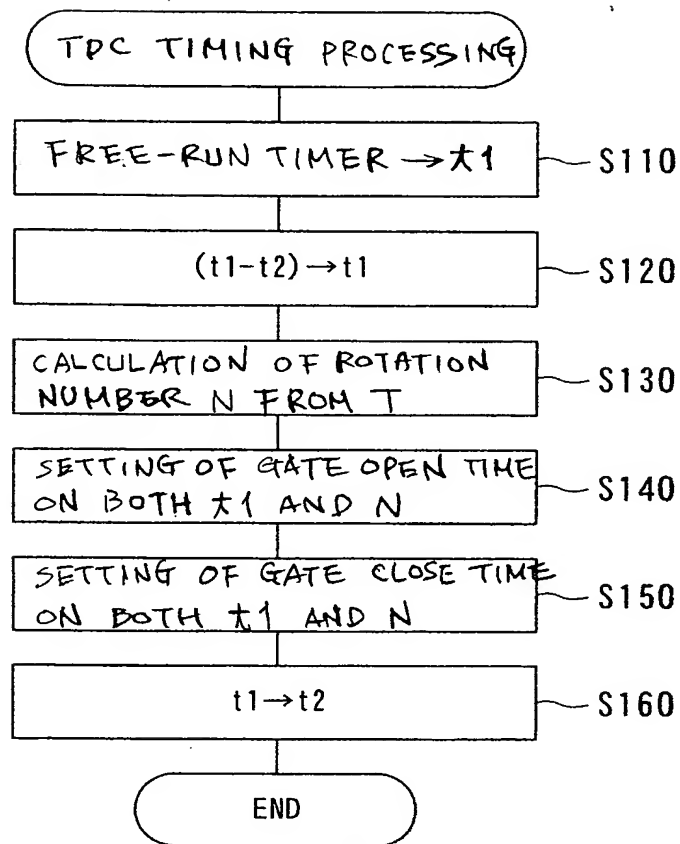 TDC TIMING PROCESSING
FREE-RUN TIMER → t1
S110
(t1-t2)→t1
S120
CALCULATION OF ROTATION
NUMBER N FROM T
S130
SETTING OF GATE OPEN TIME
ON BOTH t1 AND N
S140
SETTING OF GATE CLOSE TIME
ON BOTH t1 AND N
S150
t1→t2
S160
END